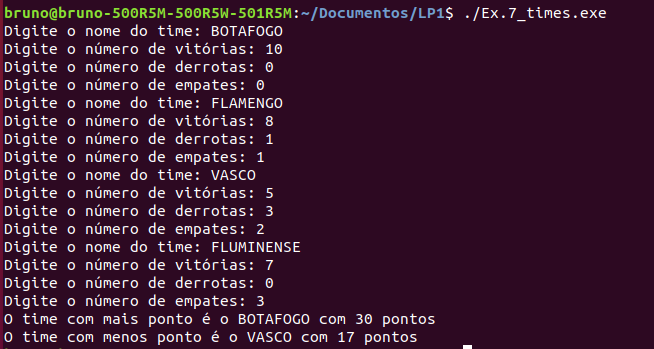 bruno@bruno-500R5M-500R5W-501R5M:~/Documentos/LP1$ ./Ex.7_times.exe
Digite o nome do time: BOTAFOGO
Digite o número de vitórias: 10
Digite o número de derrotas: 0
Digite o número de empates: 0
Digite o nome do time: FLAMENGO
Digite o número de vitórias: 8
Digite o número de derrotas: 1
Digite o número de empates: 1
Digite o nome do time: VASCO
Digite o número de vitórias: 5
Digite o número de derrotas: 3
Digite o número de empates: 2
Digite o nome do time: FLUMINENSE
Digite o número de vitórias: 7
Digite o número de derrotas: 0
Digite o número de empates: 3
O time com mais ponto é o BOTAFOGO com 30 pontos
O time com menos ponto é o VASCO com 17 pontos